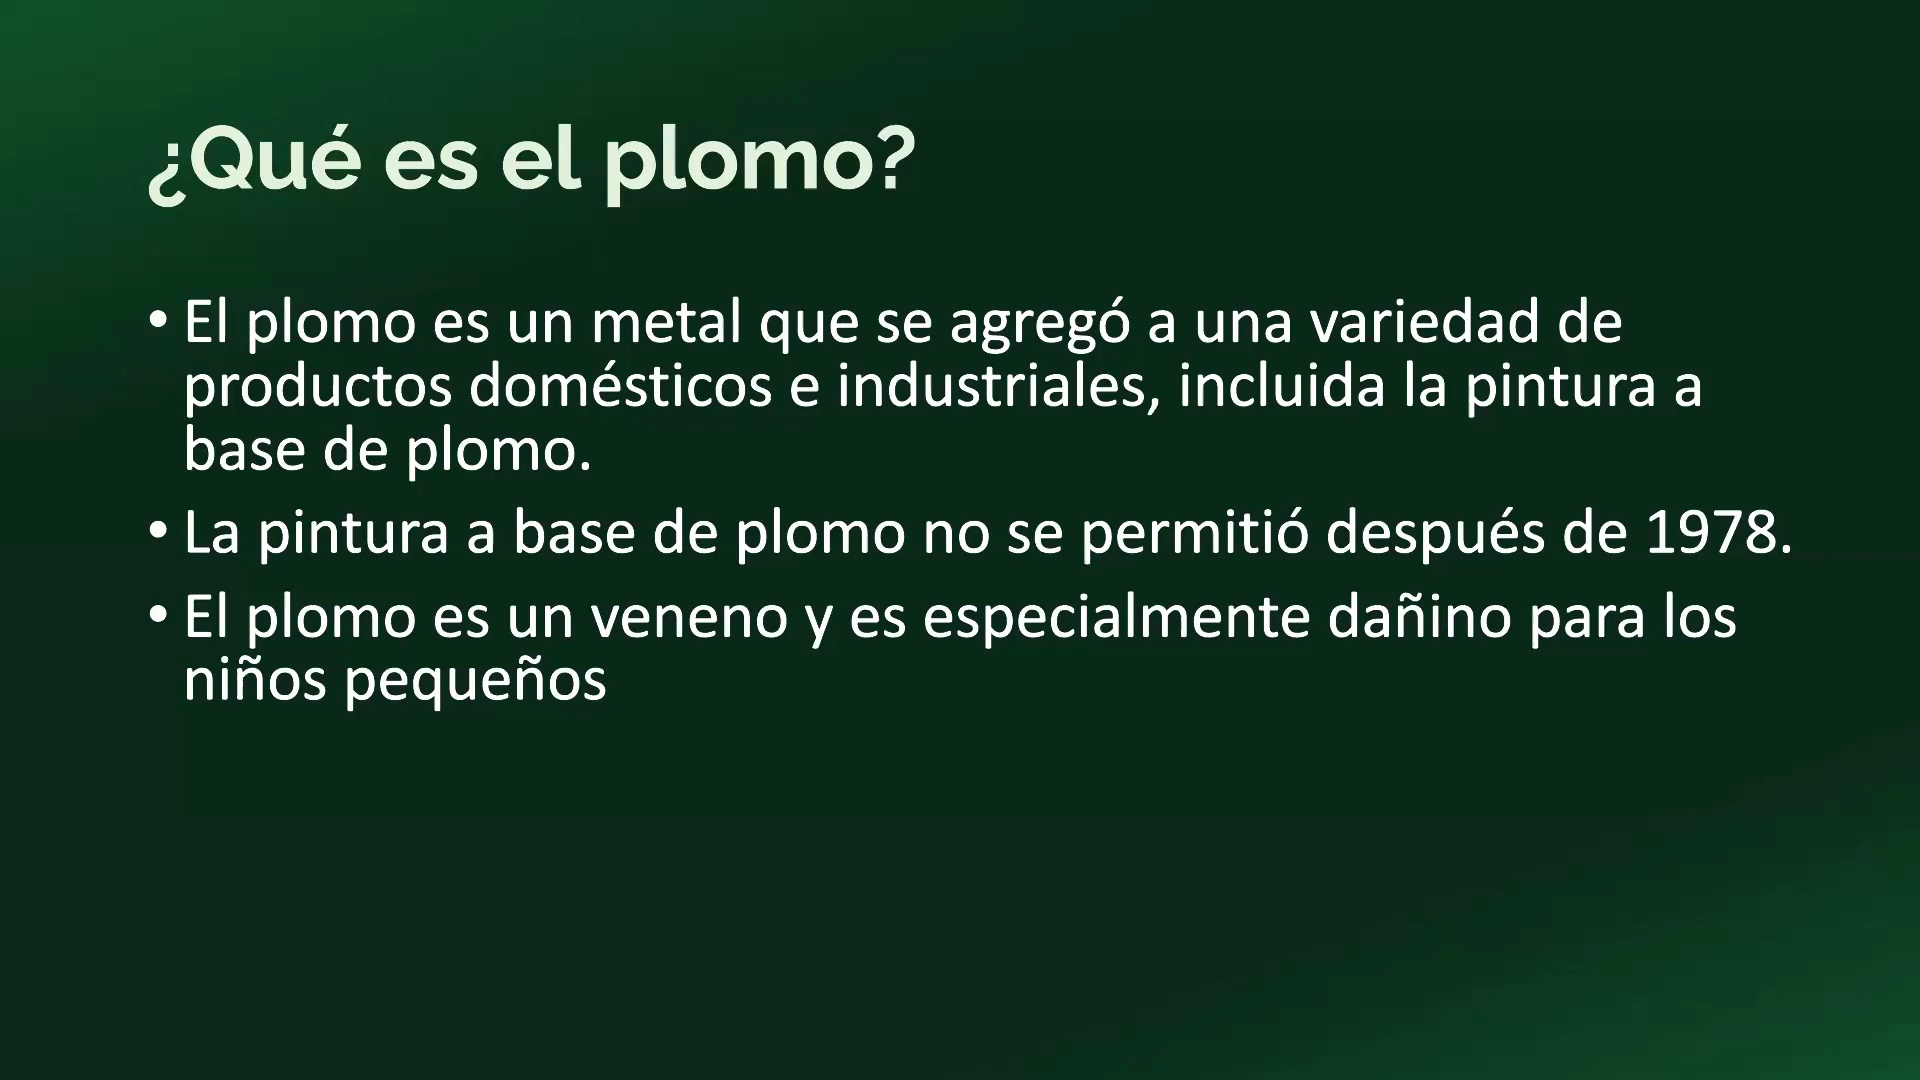 ¿Qué es el plomo?
• El plomo es un metal que se agregó a una variedad de
productos domésticos e industriales, incluida la pintura a
base de plomo.
• La pintura a base de plomo no se permitió después de 1978.
• El plomo es un veneno y es especialmente dañino para los
niños pequeños